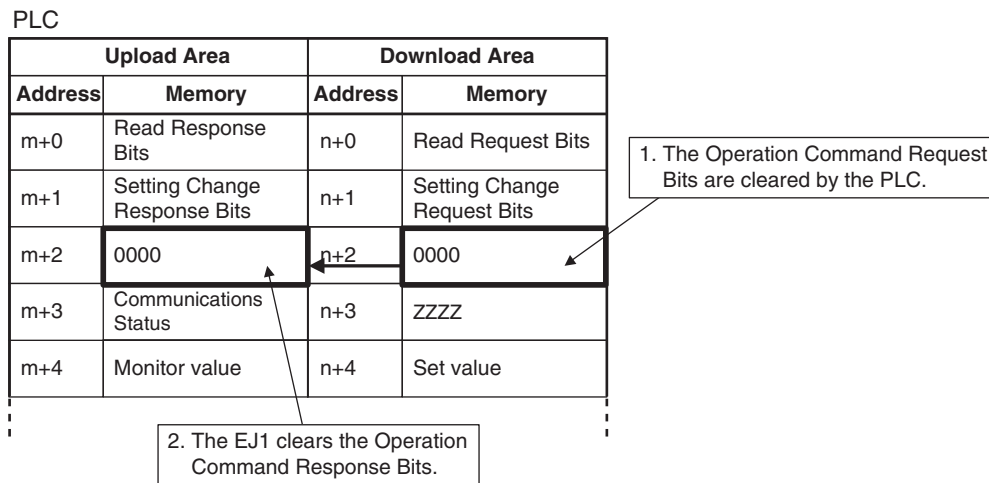 PLC
Upload Area Download Area
Address Memory Address Memory
m+0 Read Response Bits n+0 Read Request Bits
m+1 Setting Change Response Bits n+1 Setting Change Request Bits
m+2 0000 n+2 0000
m+3 Communications Status n+3 ZZZZ
m+4 Monitor value n+4 Set value
1. The Operation Command Request
Bits are cleared by the PLC.
2. The EJ1 clears the Operation
Command Response Bits.